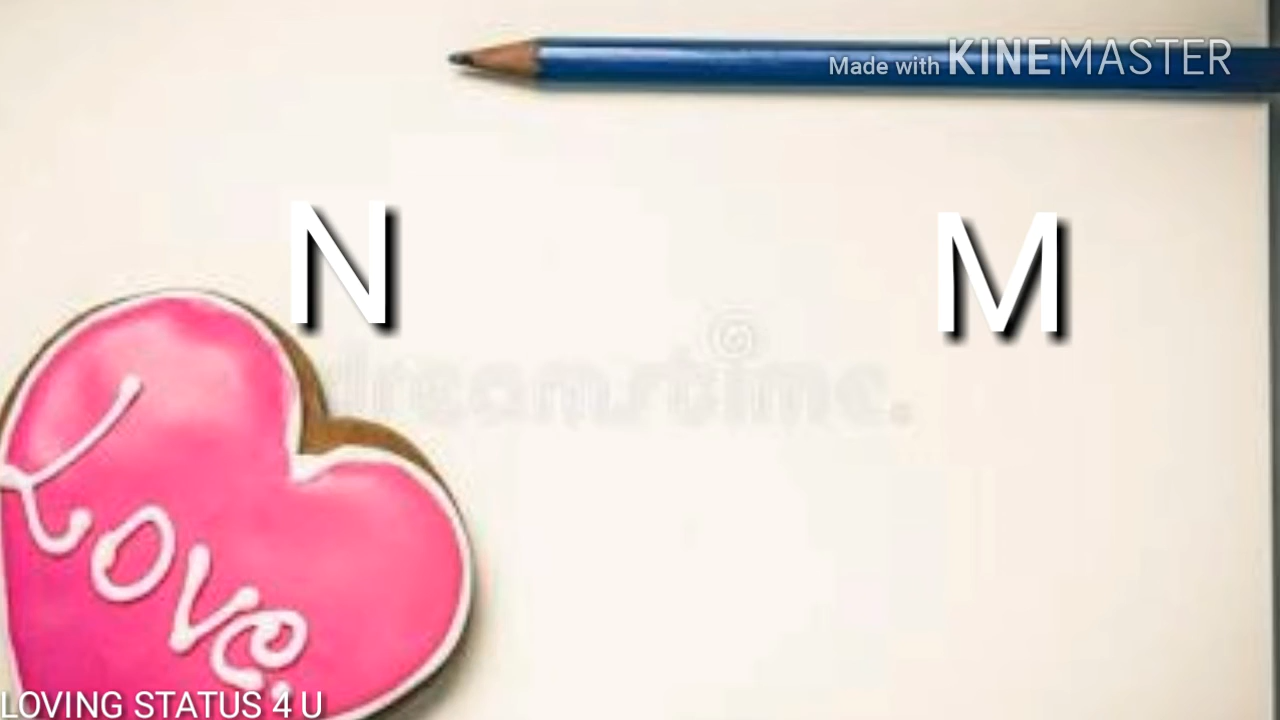 Made with KINEMASTER
N M
dreamstime.
Love
LOVING STATUS 4 U